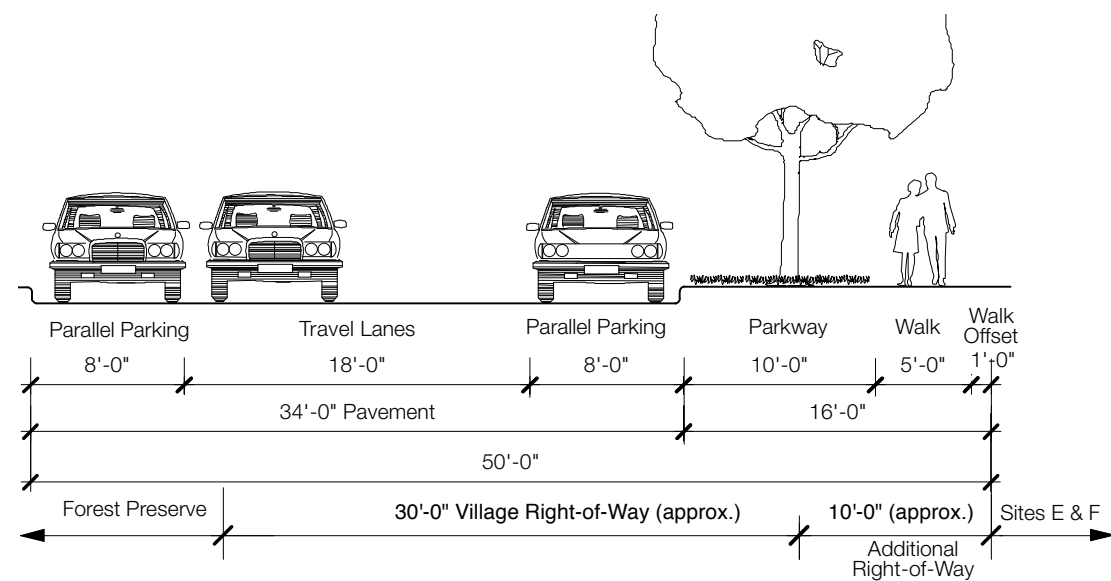 Parallel Parking
Travel Lanes
Parallel Parking
Parkway
Walk
Walk
Offset
8'-0"
18'-0"
8'-0"
10'-0"
5'-0"
1'-0"
34'-0" Pavement
16'-0"
50'-0"
Forest Preserve
30'-0" Village Right-of-Way (approx.)
10'-0" (approx.)
Sites E & F
Additional
Right-of-Way